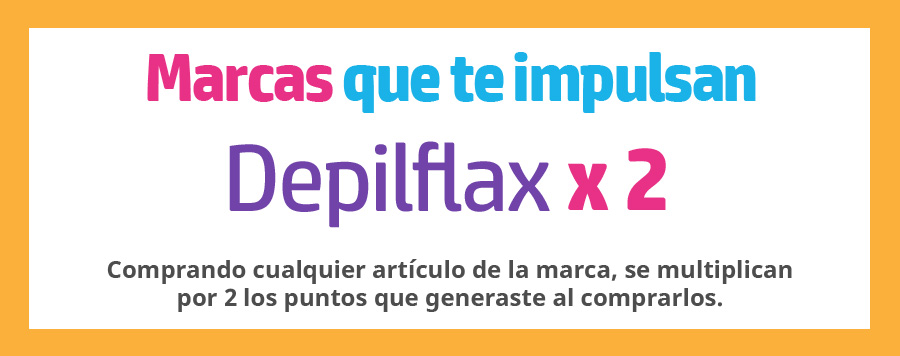 Marcas que te impulsan
Depilflax x 2
Comprando cualquier artículo de la marca, se multiplican
por 2 los puntos que generaste al comprarlos.